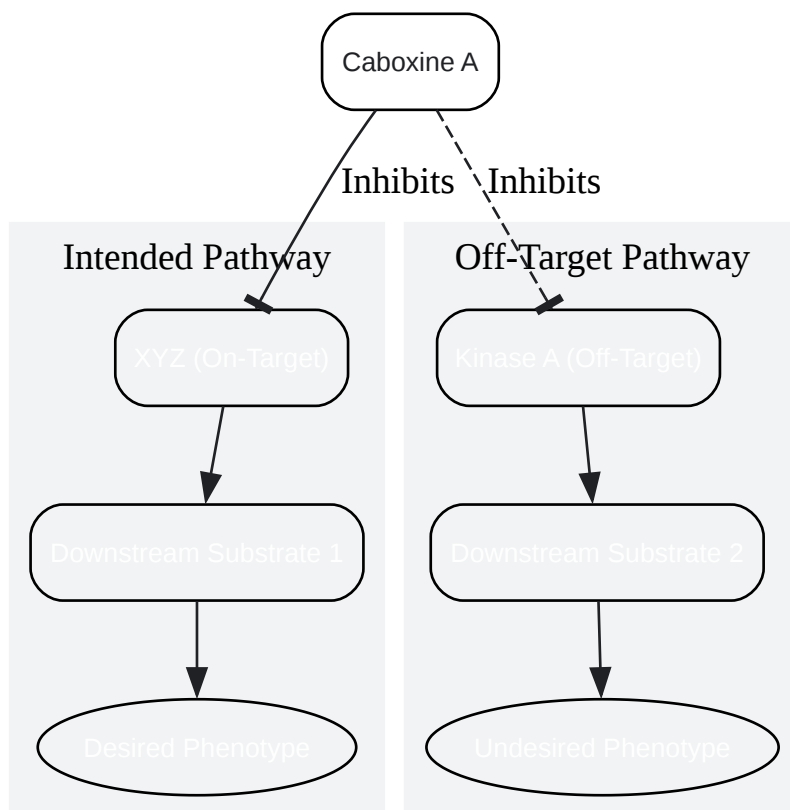 Caboxine A
Inhibits
Inhibits
Intended Pathway
Off-Target Pathway
XYZ (On-Target)
Kinase A (Off-Target)
Downstream Substrate 1
Downstream Substrate 2
Desired Phenotype
Undesired Phenotype